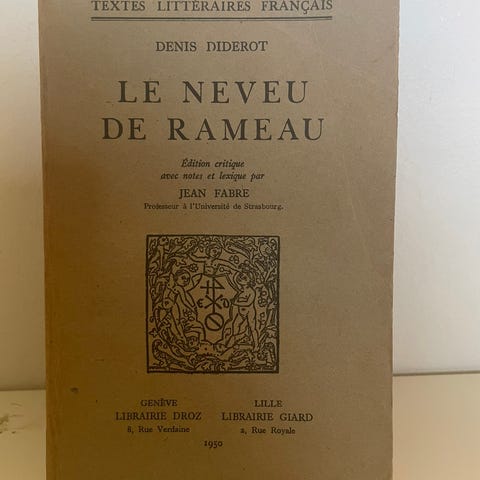 TEXTES LITTÉRAIRES FRANÇAIS
DENIS DIDEROT
LE NEVEU
DE RAMEAU
Édition critique
avec notes et lexique par
JEAN FABRE
Professeur à l'Université de Strasbourg.
E D
GENÈVE
LIBRAIRIE DROZ
8, Rue Verdaine
LILLE
LIBRAIRIE GIARD
2, Rue Royale
1950